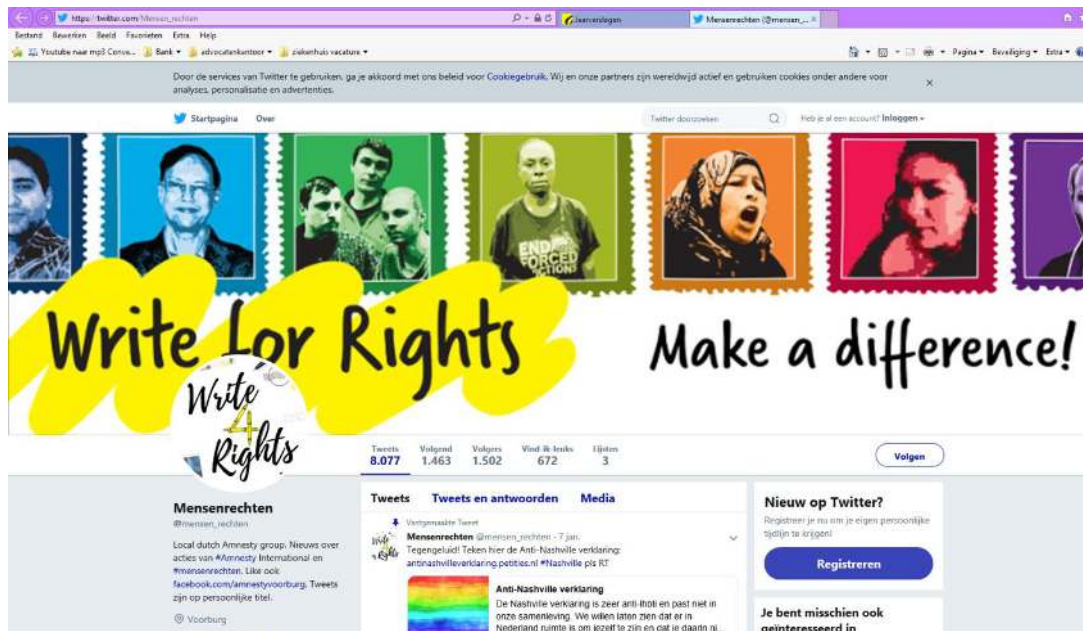 https://twitter.com/Mensen_rechten
Jaarverslagen
Mensenrechten (@mensen_...
Bestand Bewerken Beeld Favorieten Extra Help
Youtube naar mp3 Conve... Bank advocatenkantoor ziekenhuis vacature
Pagina Beveiliging Extra
Door de services van Twitter te gebruiken, ga je akkoord met ons beleid voor Cookiegebruik. Wij en onze partners zijn wereldwijd actief en gebruiken cookies onder andere voor
analyses, personalisatie en advertenties.
Startpagina Over
Twitter doorzoeken
Heb je al een account? Inloggen
END
FORCED
Write for Rights
Make a difference!
Write
4
Rights
Tweets Volgend Volgers Vind-ik-leuks Lijsten
8.077 1.463 1.502 672 3
Volgen
Mensenrechten
@mensen_rechten
Local dutch Amnesty group. Nieuws over
acties van #Amnesty International en
#mensenrechten. Like ook
facebook.com/amnestyvoorburg. Tweets
zijn op persoonlijke titel.
Voorburg
Tweets Tweets en antwoorden Media
Vastgemaakte Tweet
Mensenrechten @mensen_rechten - 7 jan.
Tegengeluid! Teken hier de Anti-Nashville verklaring:
antinashvilleverklaring.petities.nl #Nashville pls RT
Anti-Nashville verklaring
De Nashville verklaring is zeer anti-lhbti en past niet in
onze samenleving. We willen laten zien dat er in
Nederland ruimte is om jezelf te zijn en dat je daarin ni...
Nieuw op Twitter?
Registreer je nu om je eigen persoonlijke
tijdlijn te krijgen!
Registreren
Je bent misschien ook
geïnteresseerd in